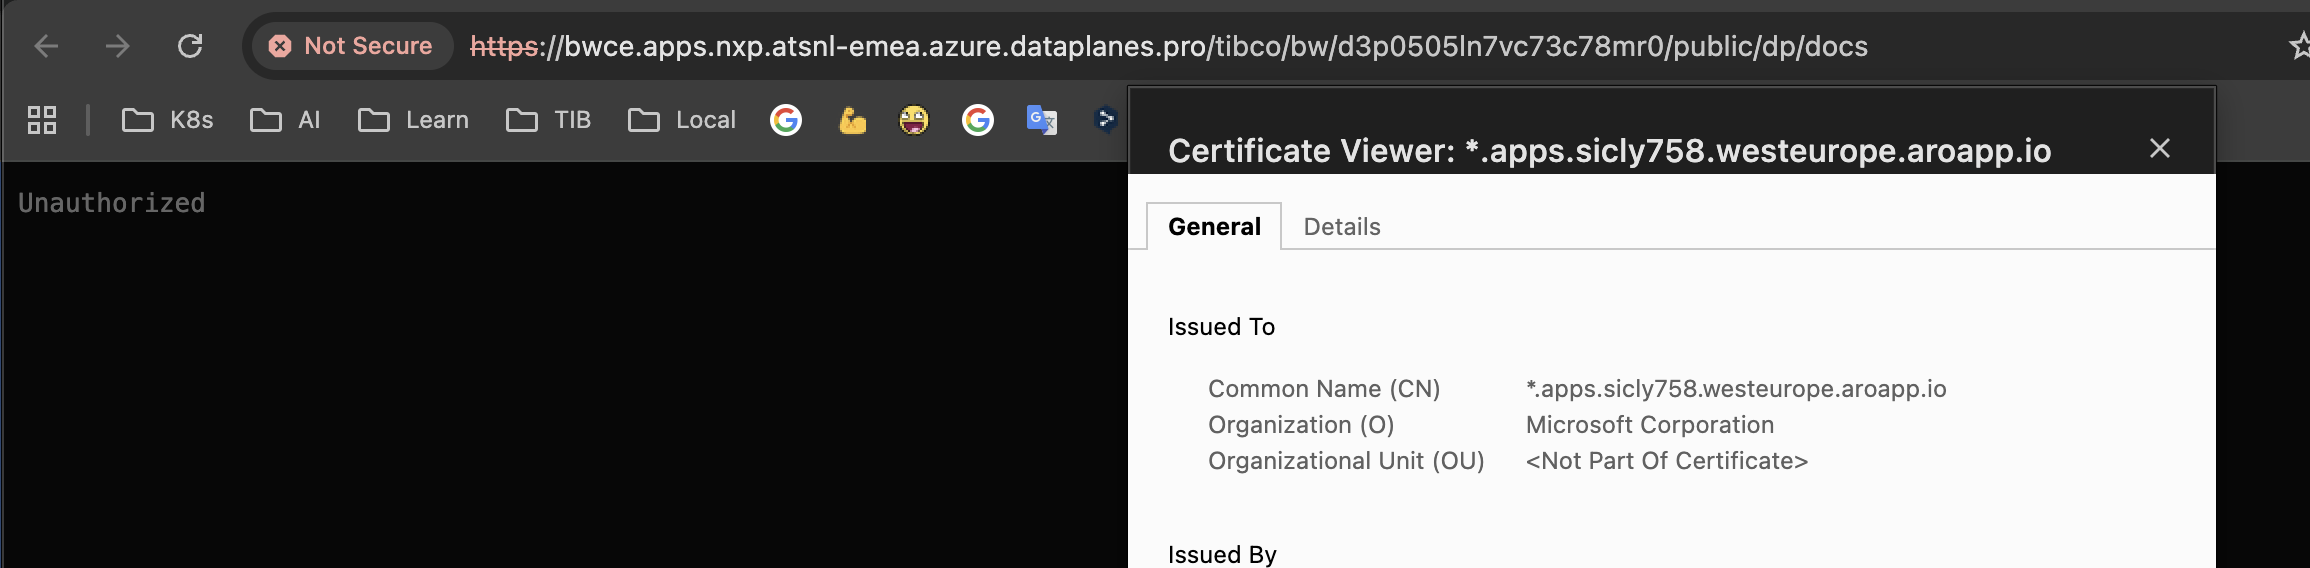 Not Secure https://bwce.apps.nxp.atsnl-emea.azure.dataplanes.pro/tibco/bw/d3p0505ln7vc73c78mr0/public/dp/docs
K8s AI Learn TIB Local
Unauthorized
Certificate Viewer: *.apps.sicly758.westeurope.aroapp.io
General Details
Issued To
Common Name (CN) *.apps.sicly758.westeurope.aroapp.io
Organization (O) Microsoft Corporation
Organizational Unit (OU) <Not Part Of Certificate>
Issued By